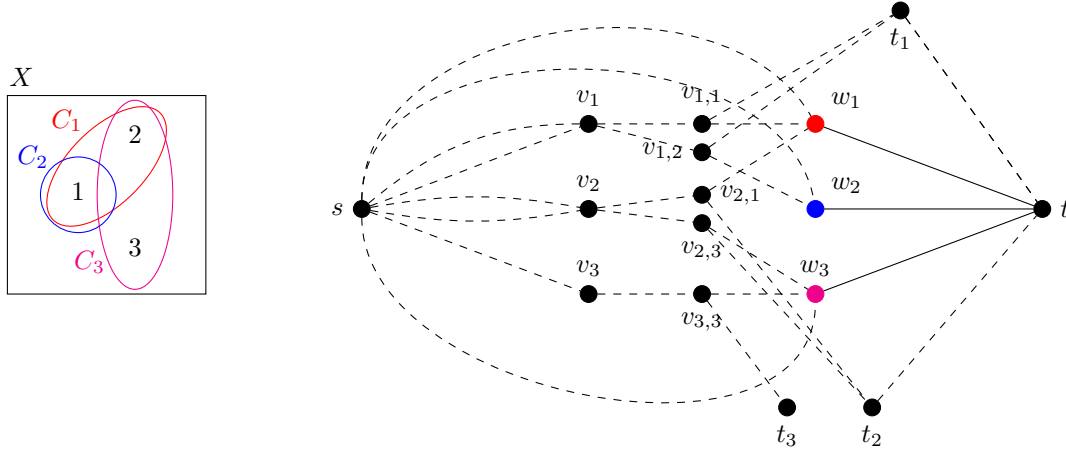 X
C₁
C₂
C₃
1
2
3
s
v₁
v₂
v₃
v₁,₁
v₁,₂
v₂,₁
v₂,₃
v₃,₃
w₁
w₂
w₃
t₁
t₂
t₃
t